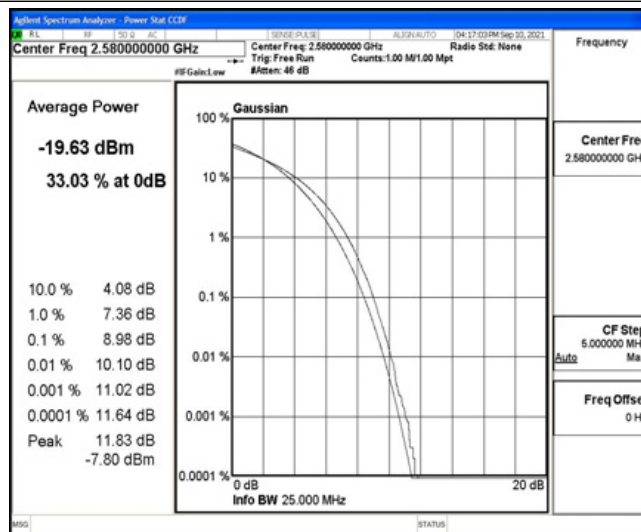 Agilent Spectrum Analyzer - Power Stat CCDF
RL RF 50 Ω AC SENSE:PULSE ALIGN AUTO 04:17:03 PM Sep 10, 2021
Center Freq 2.580000000 GHz
Center Freq: 2.580000000 GHz Radio Std: None
Trig: Free Run Counts:1.00 M/1.00 Mpt
#IFGain:Low #Atten: 46 dB
Frequency
Average Power
-19.63 dBm
33.03 % at 0dB
10.0 % 4.08 dB
1.0 % 7.36 dB
0.1 % 8.98 dB
0.01 % 10.10 dB
0.001 % 11.02 dB
0.0001 % 11.64 dB
Peak 11.83 dB
-7.80 dBm
Gaussian
100 %
10 %
1 %
0.1 %
0.01 %
0.001 %
0.0001 %
0 dB 20 dB
Info BW 25.000 MHz
Center Fre
2.580000000 GH
CF Ste
5.000000 MH
Auto Ma
Freq Offse
0 H
MSG STATUS